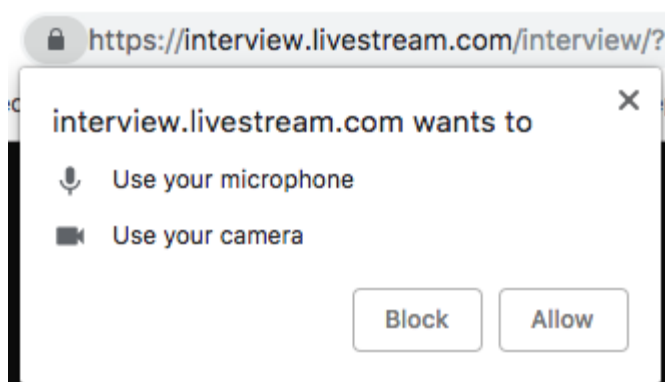 https://interview.livestream.com/interview/?
interview.livestream.com wants to
Use your microphone
Use your camera
Block
Allow